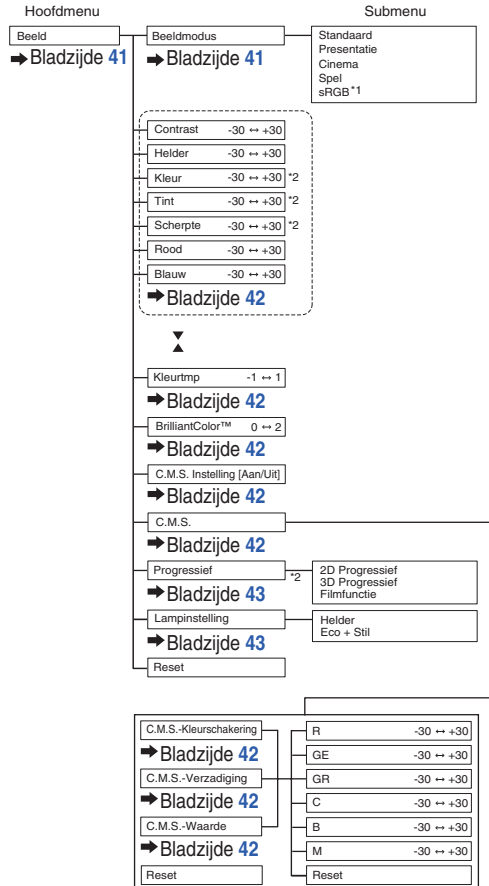 Hoofdmenu
Submenu
Beeld
➡Bladzijde 41
Beeldmodus
➡Bladzijde 41
Standaard
Presentatie
Cinema
Spel
sRGB*1
Contrast -30 ↔ +30
Helder -30 ↔ +30
Kleur -30 ↔ +30 *2
Tint -30 ↔ +30 *2
Scherpte -30 ↔ +30 *2
Rood -30 ↔ +30
Blauw -30 ↔ +30
➡Bladzijde 42
Kleurtmp -1 ↔ 1
➡Bladzijde 42
BrilliantColor™ 0 ↔ 2
➡Bladzijde 42
C.M.S. Instelling [Aan/Uit]
➡Bladzijde 42
C.M.S.
➡Bladzijde 42
Progressief *2
➡Bladzijde 43
2D Progressief
3D Progressief
Filmfunctie
Lampinstelling
➡Bladzijde 43
Helder
Eco + Stil
Reset
C.M.S.-Kleurschakering
➡Bladzijde 42
C.M.S.-Verzadiging
➡Bladzijde 42
C.M.S.-Waarde
➡Bladzijde 42
Reset
R -30 ↔ +30
GE -30 ↔ +30
GR -30 ↔ +30
C -30 ↔ +30
B -30 ↔ +30
M -30 ↔ +30
Reset